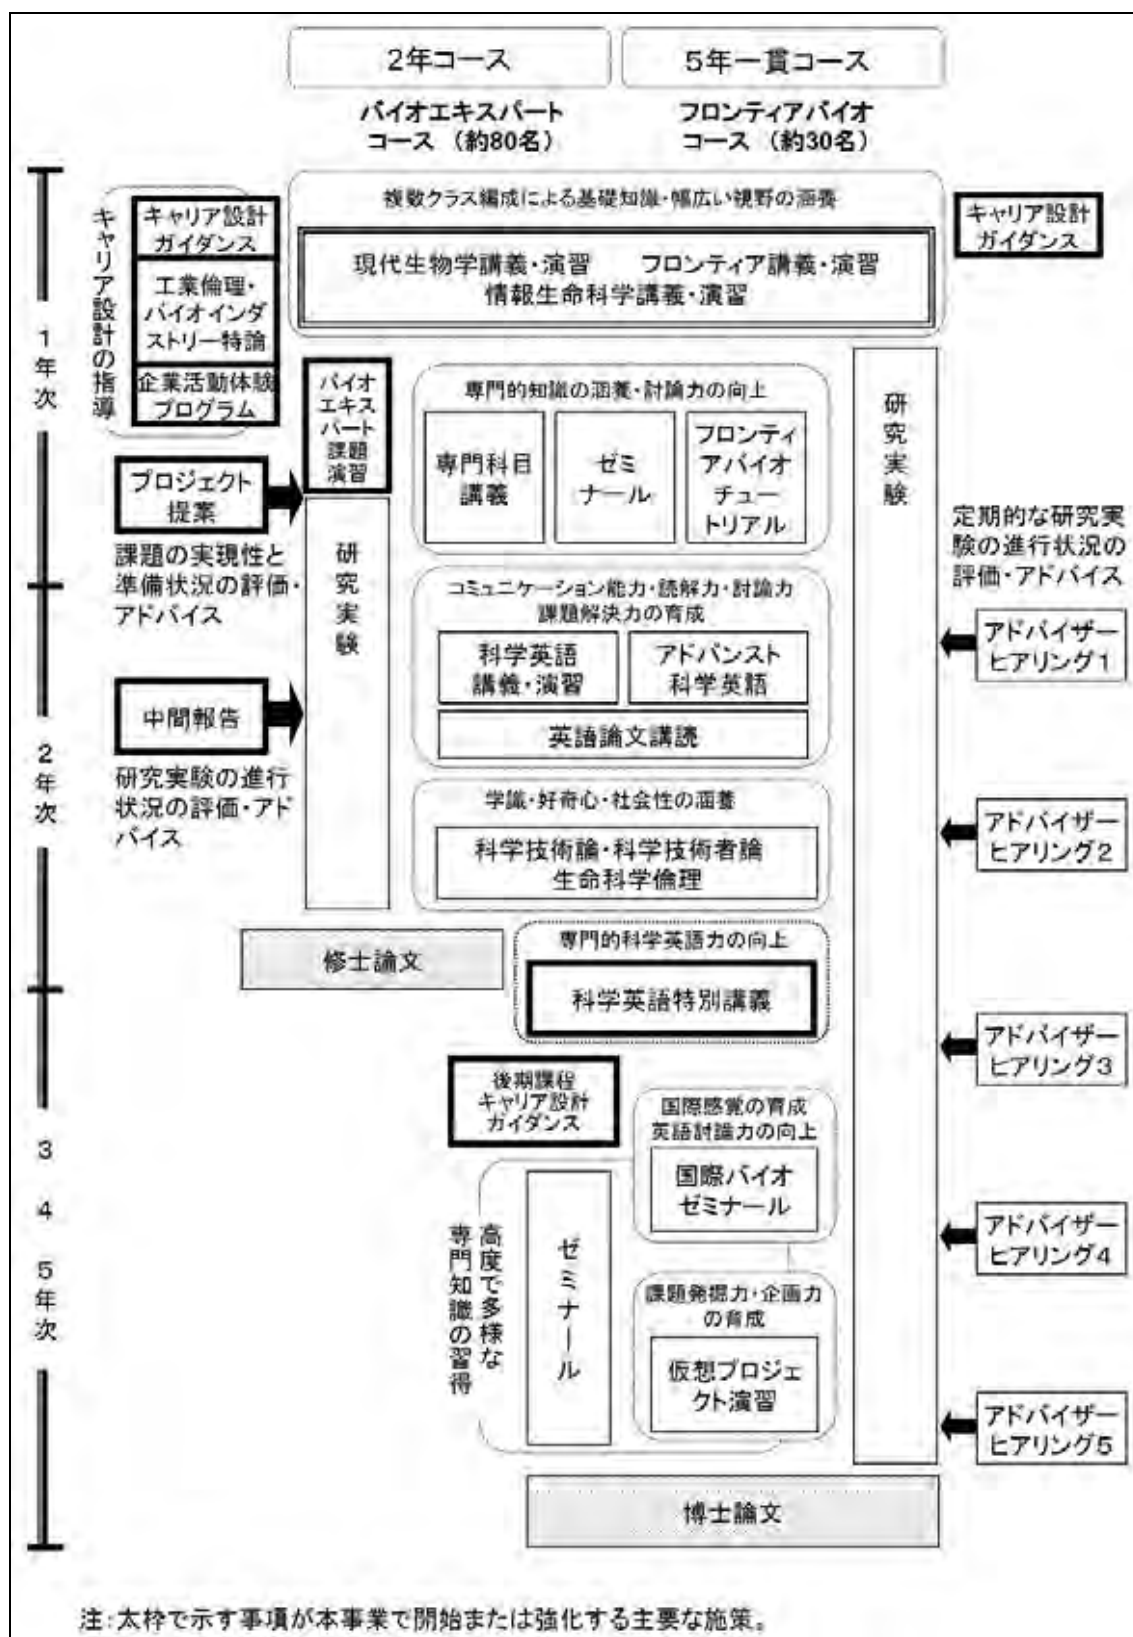 2年コース
5年一貫コース
バイオエキスパート
コース (約80名)
フロンティアバイオ
コース (約30名)
1
年
次
2
年
次
3
4
5
年
次
キャリア設計の指導
キャリア設計
ガイダンス
工業倫理・
バイオインダ
ストリー特論
企業活動体験
プログラム
複数クラス編成による基礎知識・幅広い視野の涵養
現代生物学講義・演習 フロンティア講義・演習
情報生命科学講義・演習
キャリア設計
ガイダンス
バイオ
エキス
パート
課題
演習
プロジェクト
提案
課題の実現性と
準備状況の評価・
アドバイス
研究実験
中間報告
研究実験の進行
状況の評価・アド
バイス
専門的知識の涵養・討論力の向上
専門科目
講義
ゼミ
ナール
フロンティ
アバイオ
チュー
トリアル
コミュニケーション能力・読解力・討論力
課題解決力の育成
科学英語
講義・演習
アドバンスト
科学英語
英語論文講読
学識・好奇心・社会性の涵養
科学技術論・科学技術者論
生命科学倫理
修士論文
専門的科学英語力の向上
科学英語特別講義
後期課程
キャリア設計
ガイダンス
高度で多様な
専門知識の習得
ゼミナール
国際感覚の育成
英語討論力の向上
国際バイオ
ゼミナール
課題発掘力・企画力
の育成
仮想プロジェ
クト演習
研究実験
定期的な研究実
験の進行状況の
評価・アドバイス
アドバイザー
ヒアリング1
アドバイザー
ヒアリング2
アドバイザー
ヒアリング3
アドバイザー
ヒアリング4
アドバイザー
ヒアリング5
博士論文
注:太枠で示す事項が本事業で開始または強化する主要な施策。